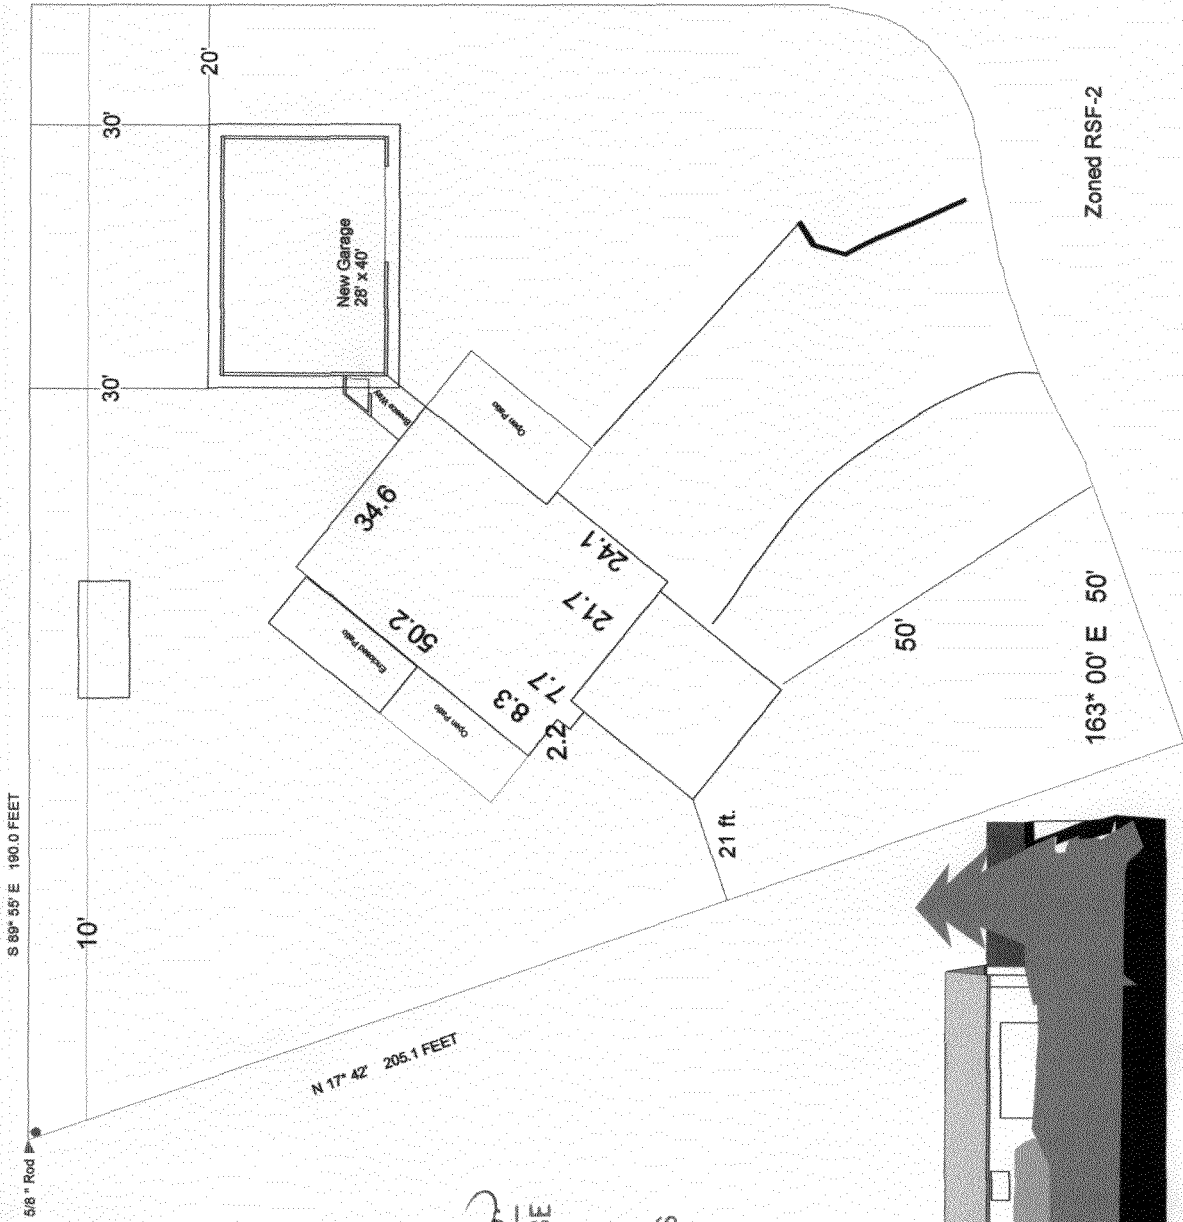 S 89° 55' E 190.0 FEET
5/8 " Rod
10'
30'
30'
20'
New Garage
28' x 40'
Breeze Way
Open Patio
34.6
24.1
21.7
50.2
Enclosed Patio
Open Patio
8.3
7.7
2.2
21 ft.
50'
N 17* 42' 205.1 FEET
163* 00' E 50'
Zoned RSF-2